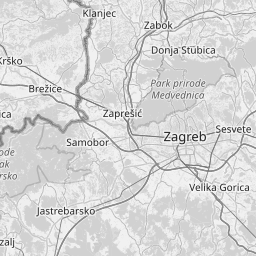 Klanjec
Zabok
Donja Stubica
Krško
Park prirode
Medvednica
Brežice
Zaprešić
Sesvete
Zagreb
Samobor
Velika Gorica
Jastrebarsko